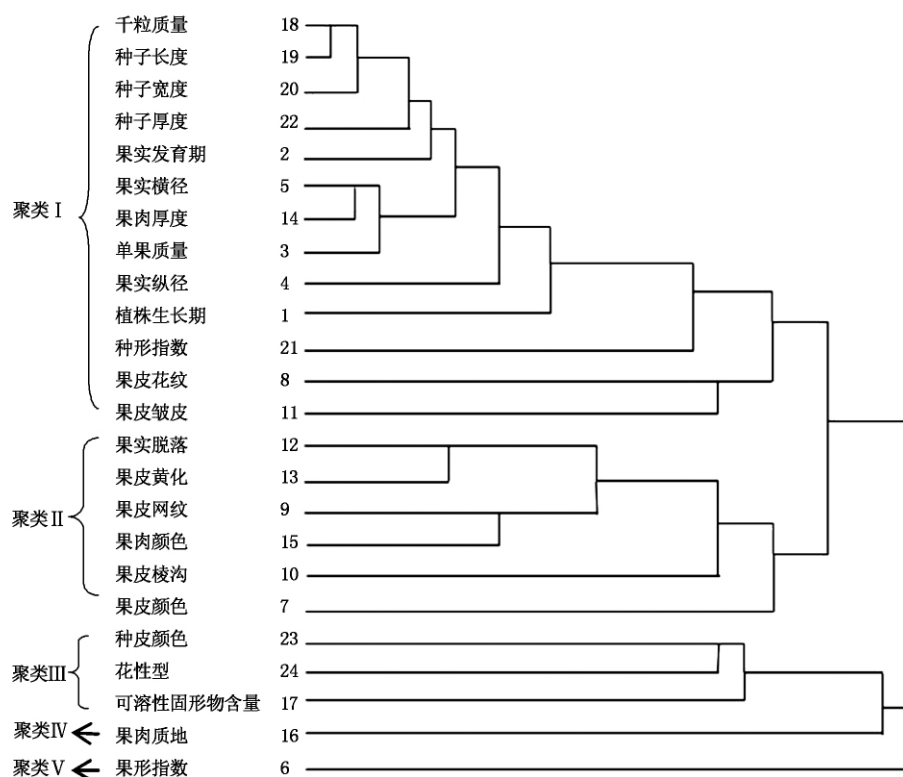 千粒质量 18
种子长度 19
种子宽度 20
种子厚度 22
果实发育期 2
果实横径 5
聚类Ⅰ
果肉厚度 14
单果质量 3
果实纵径 4
植株生长期 1
种形指数 21
果皮花纹 8
果皮皱皮 11
果实脱落 12
果皮黄化 13
果皮网纹 9
聚类Ⅱ
果肉颜色 15
果皮棱沟 10
果皮颜色 7
种皮颜色 23
聚类Ⅲ 花性型 24
可溶性固形物含量 17
聚类Ⅳ 果肉质地 16
聚类Ⅴ 果形指数 6